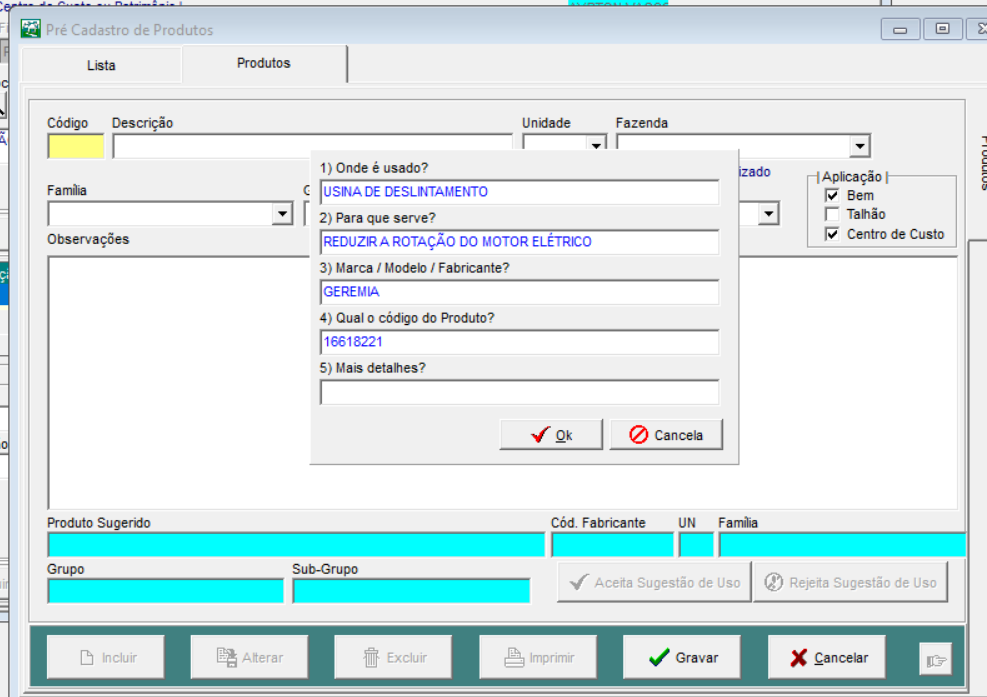 Pré Cadastro de Produtos
Lista
Produtos
Código Descrição Unidade Fazenda
1) Onde é usado?
USINA DE DESLINTAMENTO
2) Para que serve?
REDUZIR A ROTAÇÃO DO MOTOR ELÉTRICO
3) Marca / Modelo / Fabricante?
GEREMIA
4) Qual o código do Produto?
16618221
5) Mais detalhes?
Ok
Cancela
Família
Aplicação
Bem
Talhão
Centro de Custo
Observações
Produto Sugerido Cód. Fabricante UN Família
Grupo Sub-Grupo
Aceita Sugestão de Uso
Rejeita Sugestão de Uso
Incluir
Alterar
Excluir
Imprimir
Gravar
Cancelar
Produtos